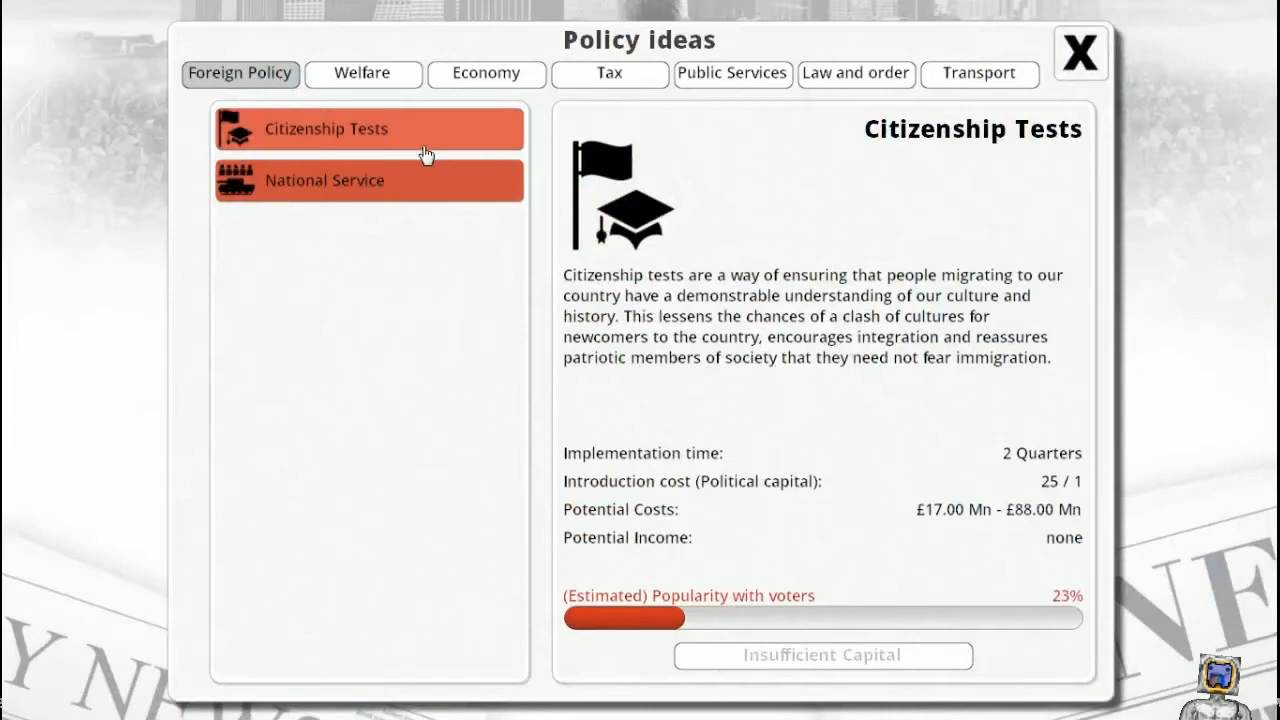 Policy ideas
X
Foreign Policy
Welfare
Economy
Tax
Public Services
Law and order
Transport
Citizenship Tests
National Service
Citizenship Tests
Citizenship tests are a way of ensuring that people migrating to our
country have a demonstrable understanding of our culture and
history. This lessens the chances of a clash of cultures for
newcomers to the country, encourages integration and reassures
patriotic members of society that they need not fear immigration.
Implementation time: 2 Quarters
Introduction cost (Political capital): 25 / 1
Potential Costs: £17.00 Mn - £88.00 Mn
Potential Income: none
(Estimated) Popularity with voters 23%
Insufficient Capital
Y NEWS
NE